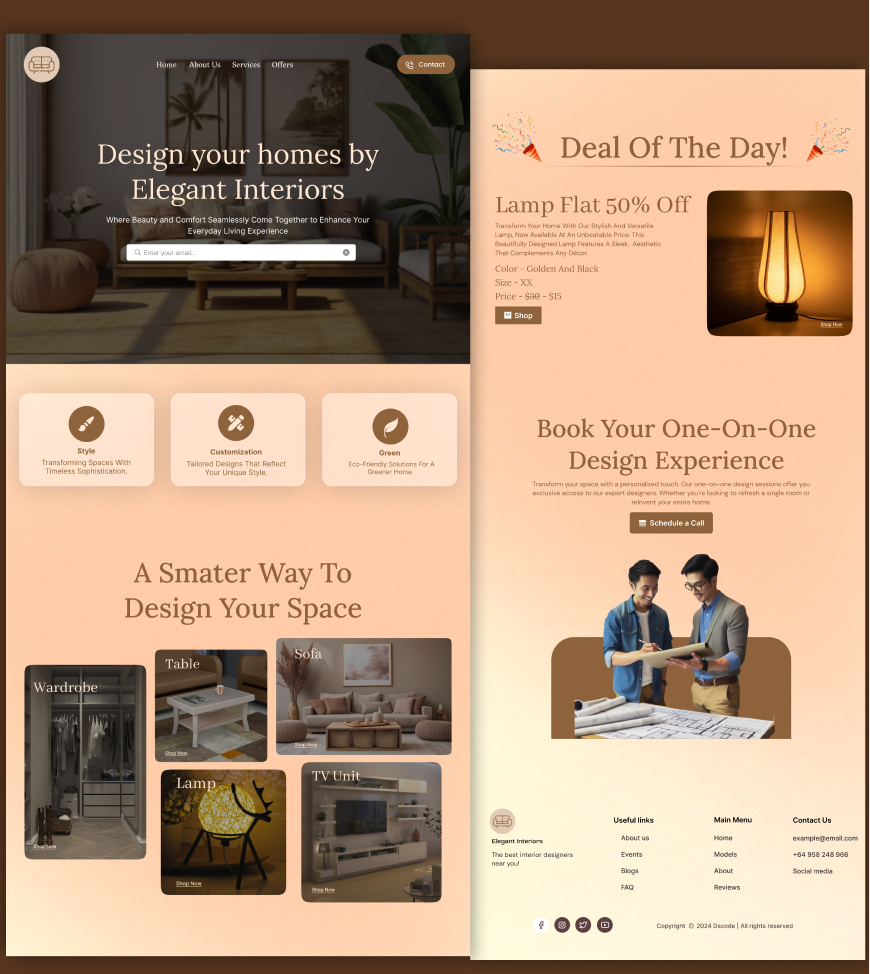 Home About Us Services Offers
Contact
Design your homes by
Elegant Interiors
Where Beauty and Comfort Seamlessly Come Together to Enhance Your
Everyday Living Experience
Enter your email...
Style
Transforming Spaces With
Timeless Sophistication.
Customization
Tailored Designs That Reflect
Your Unique Style.
Green
Eco-Friendly Solutions For A
Greener Home.
A Smater Way To
Design Your Space
Wardrobe
Shop Now
Table
Shop Now
Sofa
Shop Now
Lamp
Shop Now
TV Unit
Shop Now
Deal Of The Day!
Lamp Flat 50% Off
Transform Your Home With Our Stylish And Versatile
Lamp, Now Available At An Unbeatable Price. This
Beautifully Designed Lamp Features A Sleek, Aesthetic
That Complements Any Décor.
Color - Golden And Black
Size - XX
Price - $30 - $15
Shop
Shop Now
Book Your One-On-One
Design Experience
Transform your space with a personalized touch. Our one-on-one design sessions offer you
exclusive access to our expert designers. Whether you're looking to refresh a single room or
reinvent your entire home.
Schedule a Call
Elegant Interiors
The best interior designers
near you!
Useful links
About us
Events
Blogs
FAQ
Main Menu
Home
Models
About
Reviews
Contact Us
example@email.com
+64 958 248 966
Social media
Copyright © 2024 Dscode | All rights reserved